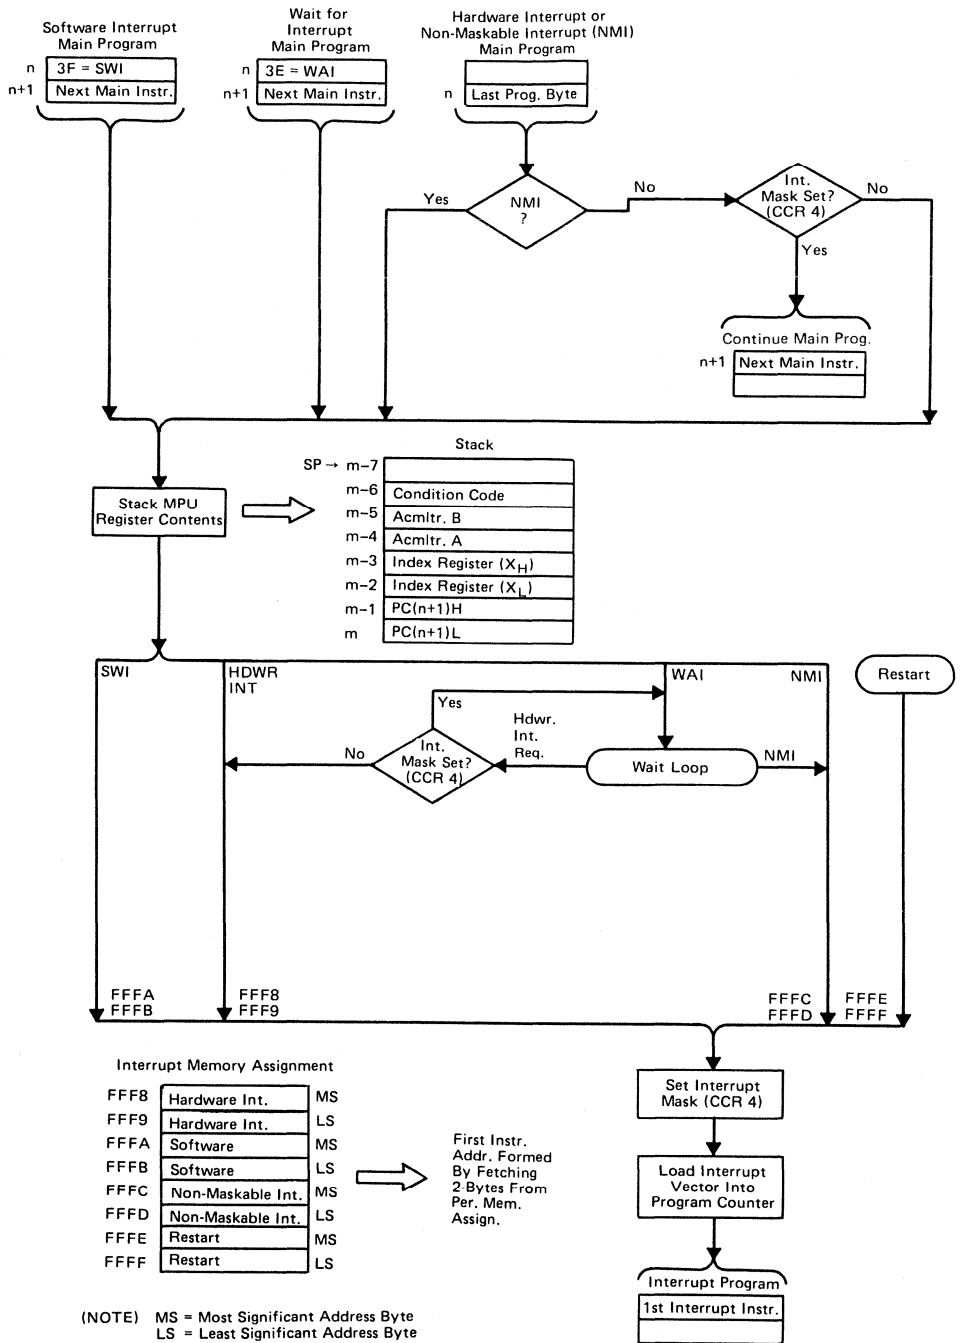 Software Interrupt
Main Program
n 3F = SWI
n+1 Next Main Instr.
Wait for
Interrupt
Main Program
n 3E = WAI
n+1 Next Main Instr.
Hardware Interrupt or
Non-Maskable Interrupt (NMI)
Main Program
n Last Prog. Byte
Yes
NMI
?
No
Int.
Mask Set?
(CCR 4)
No
Yes
Continue Main Prog.
n+1 Next Main Instr.
Stack MPU
Register Contents
Stack
SP → m-7
m-6 Condition Code
m-5 Acmltr. B
m-4 Acmltr. A
m-3 Index Register (XH)
m-2 Index Register (XL)
m-1 PC(n+1)H
m PC(n+1)L
SWI
HDWR
INT
WAI
NMI
Restart
Yes
No
Int.
Mask Set?
(CCR 4)
Hdwr.
Int.
Req.
Wait Loop
NMI
FFFA
FFFB
FFF8
FFF9
FFFC
FFFD
FFFE
FFFF
Interrupt Memory Assignment
FFF8 Hardware Int. MS
FFF9 Hardware Int. LS
FFFA Software MS
FFFB Software LS
FFFC Non-Maskable Int. MS
FFFD Non-Maskable Int. LS
FFFE Restart MS
FFFF Restart LS
First Instr.
Addr. Formed
By Fetching
2-Bytes From
Per. Mem.
Assign.
Set Interrupt
Mask (CCR 4)
Load Interrupt
Vector Into
Program Counter
Interrupt Program
1st Interrupt Instr.
(NOTE) MS = Most Significant Address Byte
LS = Least Significant Address Byte